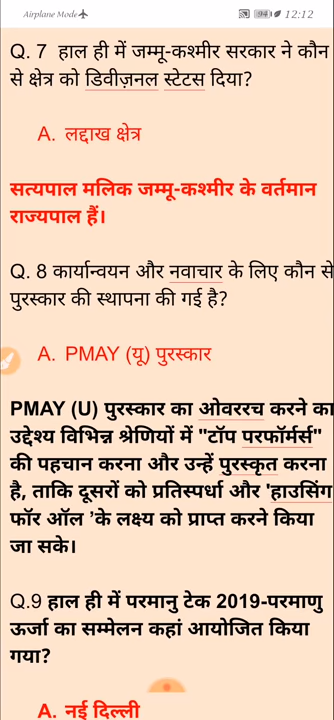 Airplane Mode
94
12:12
Q. 7 हाल ही में जम्मू-कश्मीर सरकार ने कौन
से क्षेत्र को डिवीज़नल स्टेटस दिया?
A. लद्दाख क्षेत्र
सत्यपाल मलिक जम्मू-कश्मीर के वर्तमान
राज्यपाल हैं।
Q. 8 कार्यान्वयन और नवाचार के लिए कौन से
पुरस्कार की स्थापना की गई है?
A. PMAY (यू) पुरस्कार
PMAY (U) पुरस्कार का ओवररच करने का
उद्देश्य विभिन्न श्रेणियों में "टॉप परफॉर्मर्स"
की पहचान करना और उन्हें पुरस्कृत करना
है, ताकि दूसरों को प्रतिस्पर्धा और 'हाउसिंग
फॉर ऑल 'के लक्ष्य को प्राप्त करने किया
जा सके।
Q.9 हाल ही में परमानु टेक 2019-परमाणु
ऊर्जा का सम्मेलन कहां आयोजित किया
गया?
A. नई दिल्ली